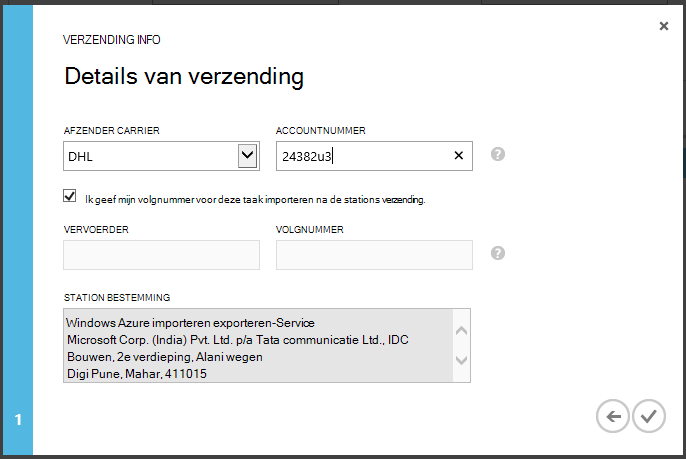 VERZENDING INFO
Details van verzending
AFZENDER CARRIER
ACCOUNTNUMMER
DHL
24382u3
Ik geef mijn volgnummer voor deze taak importeren na de stations verzending.
VERVOERDER
VOLGNUMMER
STATION BESTEMMING
Windows Azure importeren exporteren-Service
Microsoft Corp. (India) Pvt. Ltd. p/a Tata communicatie Ltd., IDC
Bouwen, 2e verdieping, Alani wegen
Digi Pune, Mahar, 411015
1